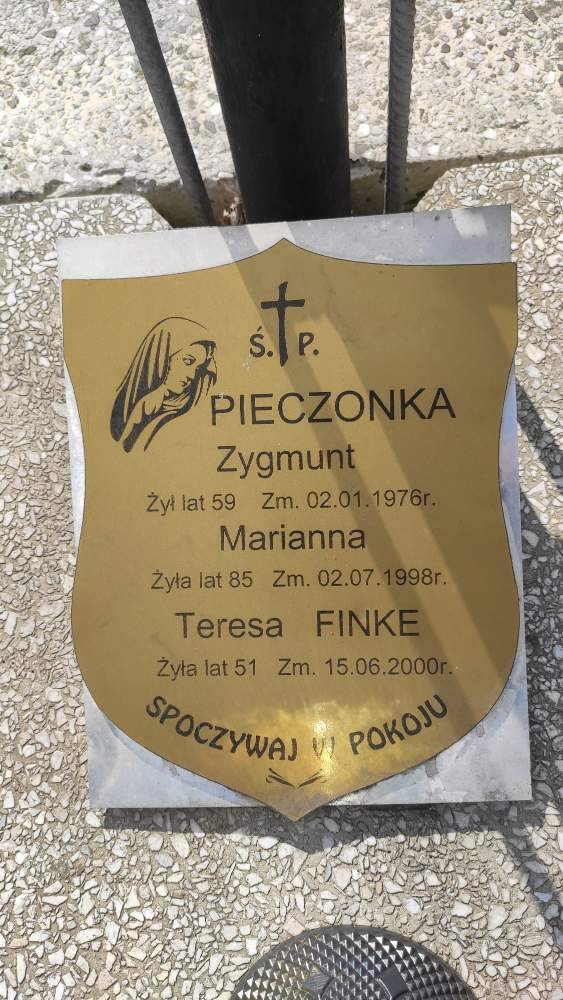 Ś. P.
PIECZONKA
Zygmunt
Żył lat 59 Zm. 02.01.1976r.
Marianna
Żyła lat 85 Zm. 02.07.1998r.
Teresa FINKE
Żyła lat 51 Zm. 15.06.2000r.
SPOCZYWAJ W POKOJU